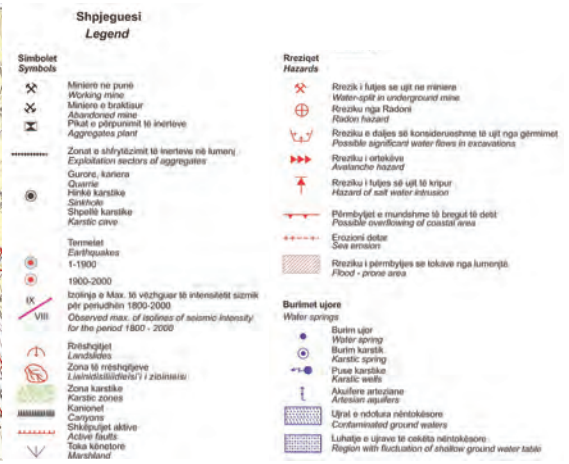 Shpjeguesi
Legend
Simbolet
Symbols
Miniere ne pune
Working mine
Miniere e braktisur
Abandoned mine
Pikat e përpunimit të inerteve
Aggregates plant
Zonat e shfrytëzimit të inerteve në lumenj
Exploitation sectors of aggregates
Gurore, kariera
Quarrie
Hinkë karstike
Sinkhole
Shpellë karstike
Karstic cave
Termetet
Earthquakes
1-1900
1900-2000
IX
VIII
Izolinja e Max. të vëzhguar të intensitetit sizmik
për periudhën 1800-2000
Observed max. of isolines of seismic intensity
for the period 1800 - 2000
Rrëshqitjet
Landslides
Zona të rrëshqitjeve
Zona karstike
Karstic zones
Kanionet
Canyons
Shkëputjet aktive
Active faults
Toka kënetore
Marshland
Rreziqet
Hazards
Rrezik i futjes se ujit ne miniere
Water-split in underground mine
Rreziku nga Radoni
Radon hazard
Rreziku e daljes së konsiderueshme të ujit nga gërmimet
Possible significant water flows in excavations
Rreziku i ortekëve
Avalanche hazard
Rreziku i futjes së ujit të kripur
Hazard of salt water intrusion
Përmbytjet e mundshme të bregut të detit
Possible overflowing of coastal area
Erozioni detar
Sea erosion
Rreziku i përmbytjes së tokave nga lumenjtë
Flood - prone area
Burimet ujore
Water springs
Burim ujor
Water spring
Burim karstik
Karstic spring
Puse karstike
Karstic wells
Akuifere arteziane
Artesian aquifers
Ujrat e ndotura nëntokësore
Contaminated ground waters
Luhatje e ujrave të cekëta nëntokësore
Region with fluctuation of shallow ground water table